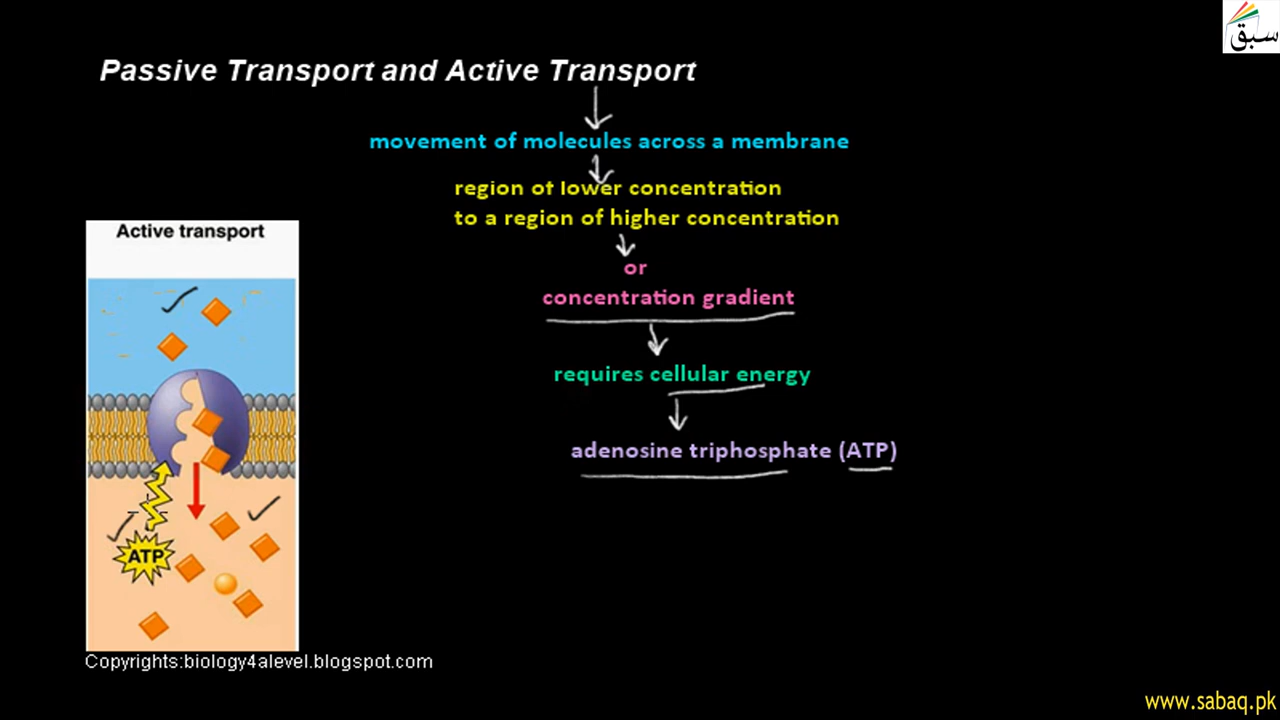 سبق
Passive Transport and Active Transport
movement of molecules across a membrane
region of lower concentration
to a region of higher concentration
or
concentration gradient
requires cellular energy
adenosine triphosphate (ATP)
Active transport
ATP
Copyrights:biology4alevel.blogspot.com
www.sabaq.pk